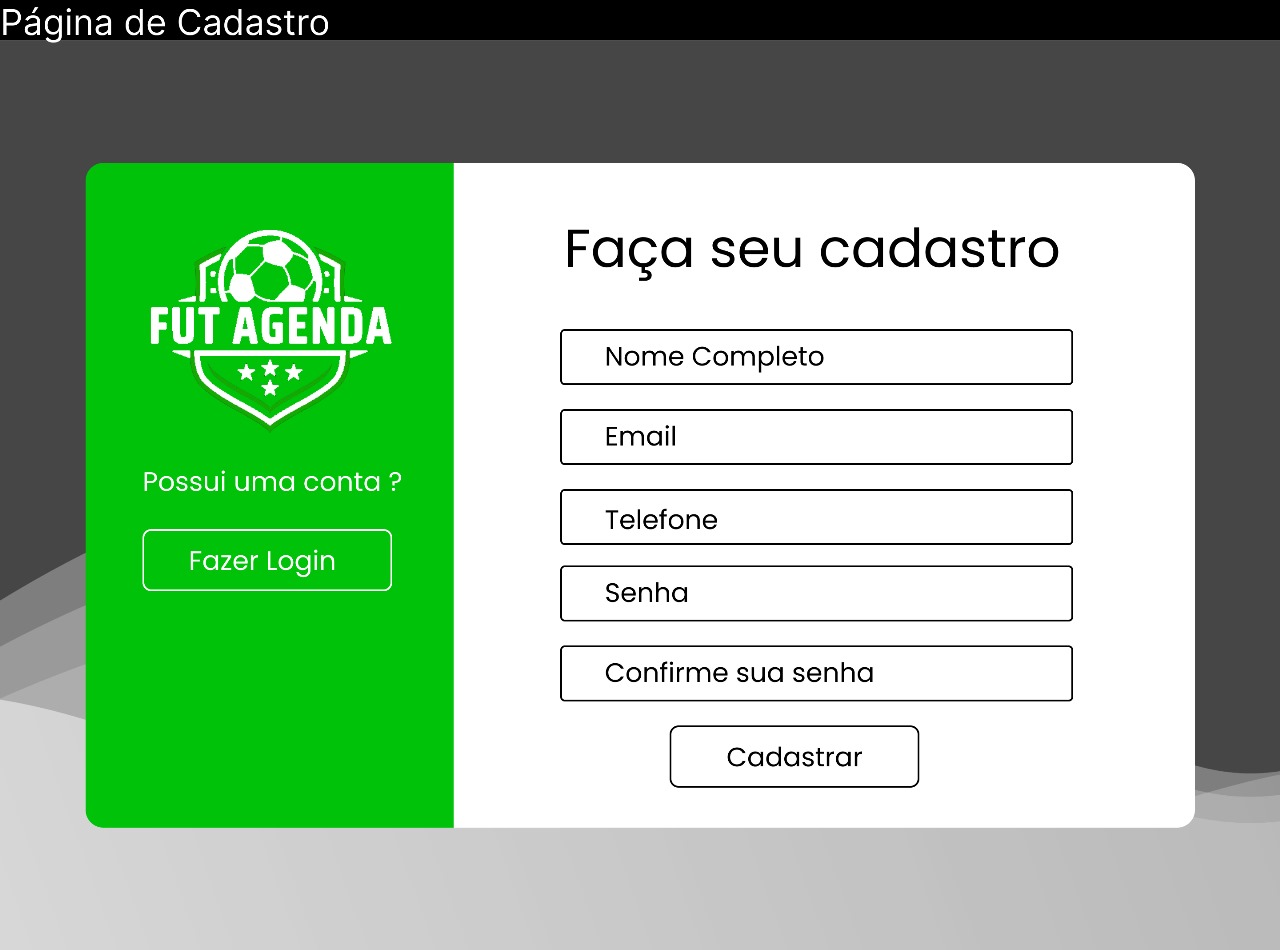 Página de Cadastro
FUT AGENDA
Possui uma conta ?
Fazer Login
Faça seu cadastro
Nome Completo
Email
Telefone
Senha
Confirme sua senha
Cadastrar